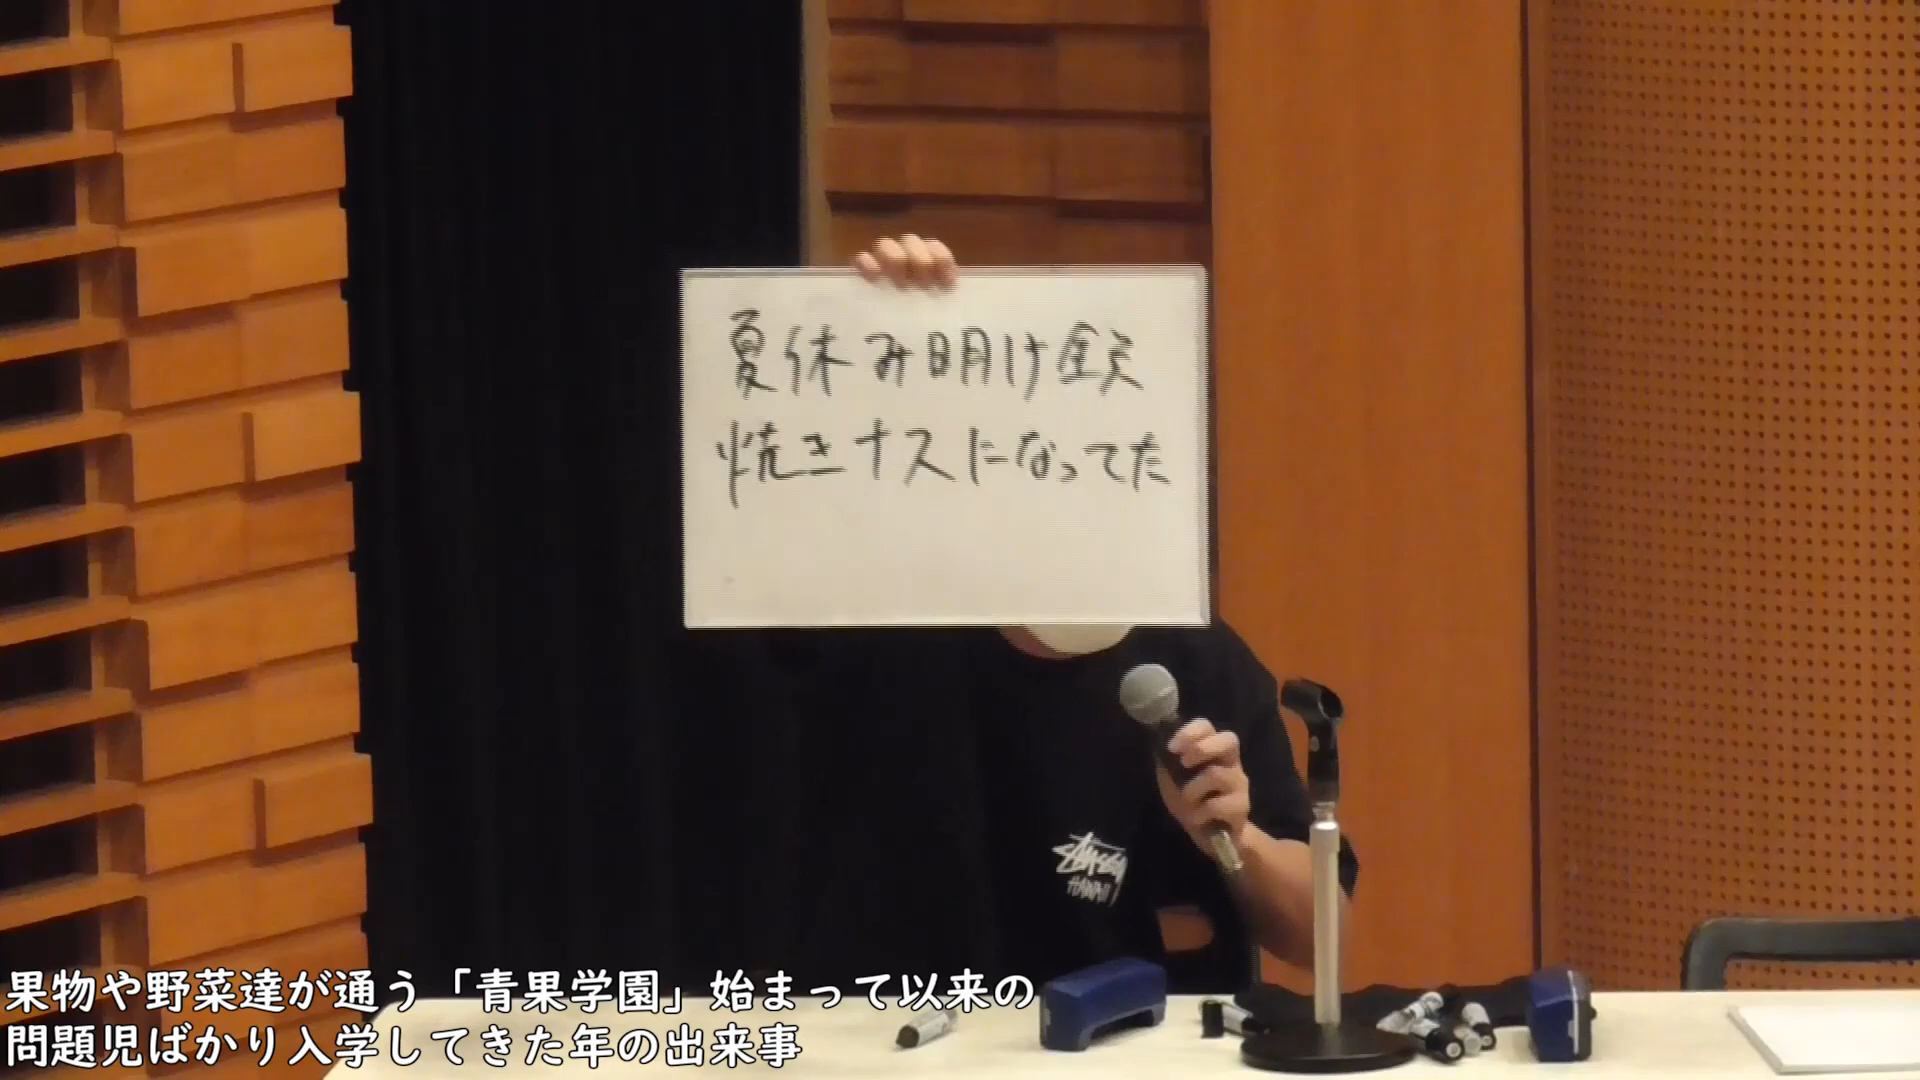 夏休み明け
焼きナスになってた
Stüssy
HAWAII
果物や野菜達が通う「青果学園」始まって以来の
問題児ばかり入学してきた年の出来事